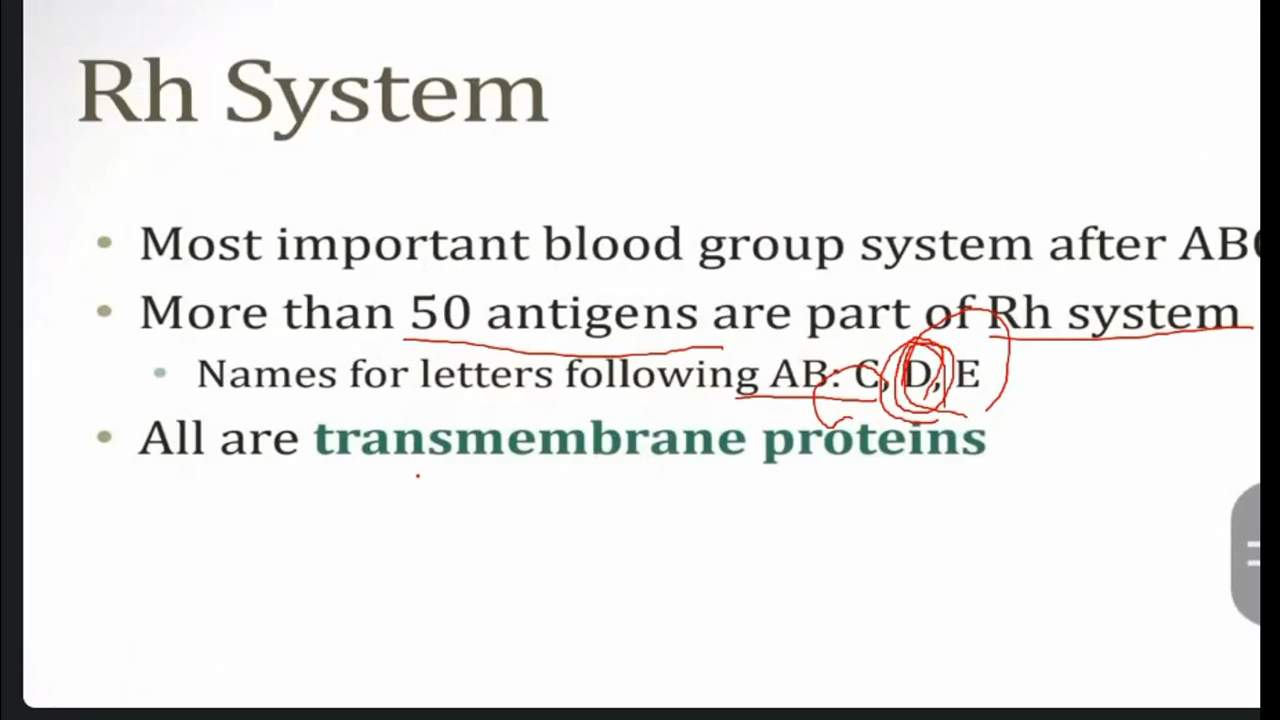 Rh System
Most important blood group system after AB
More than 50 antigens are part of Rh system
Names for letters following AB: C, D, E
All are transmembrane proteins